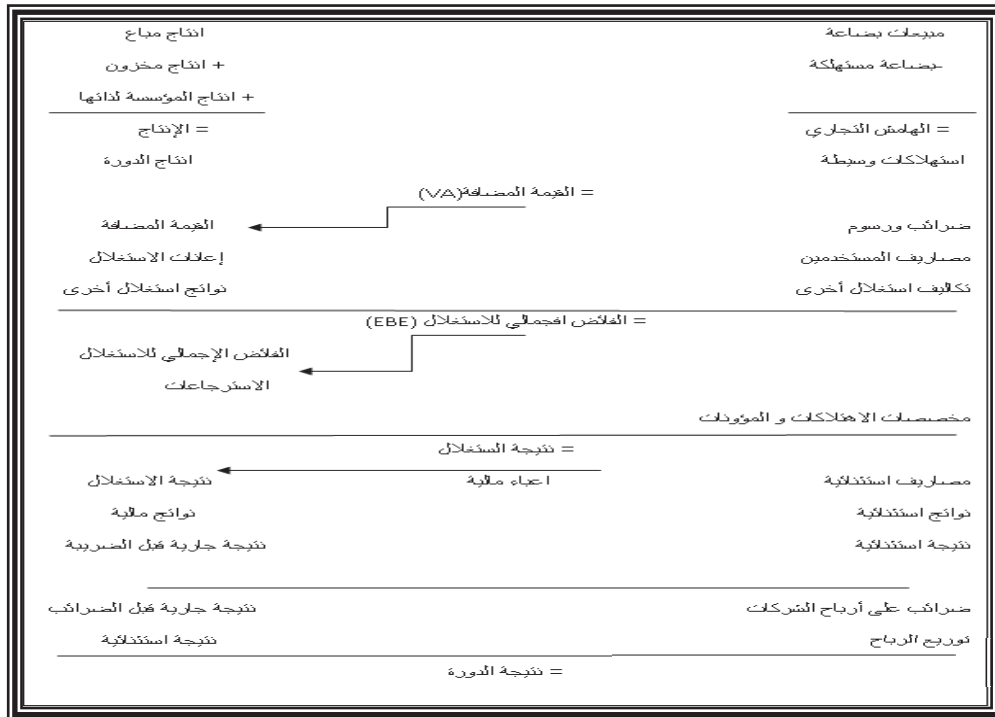 مبيعات بضاعة انتاج مباع
-بضاعة مستهلكة + انتاج مخزون
+ انتاج المؤسسة لذاتها
= الهامش التجاري = الإنتاج
استهلاكات وسيطة انتاج الدورة
= القيمة المضافة(VA)
ضرائب ورسوم القيمة المضافة
مصاريف المستخدمين إعانات الاستغلال
تكاليف استغلال أخرى نواتج استغلال أخرى
= الفائض افجمالي للاستغلال (EBE)
الفائض الإجمالي للاستغلال
الاسترجاعات
مخصصات الاهتلاكات و المؤونات
= نتيجة الستغلال
مصاريف استثنائية اعباء مالية نتيجة الاستغلال
نواتج استثنائية نواتج مالية
نتيجة استثنائية نتيجة جارية قبل الضريبة
ضرائب على أرباح الشركات نتيجة جارية قبل الضرائب
توزيع الرباح نتيجة استثنائية
= نتيجة الدورة